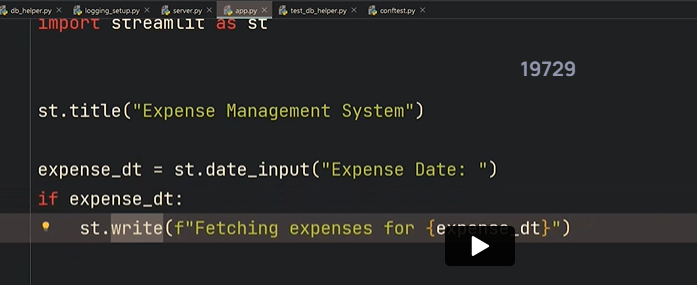 db_helper.py × logging_setup.py × server.py × app.py × test_db_helper.py × conftest.py ×
import streamlit as st
19729
st.title("Expense Management System")
expense_dt = st.date_input("Expense Date: ")
if expense_dt:
st.write(f"Fetching expenses for {expense_dt}")